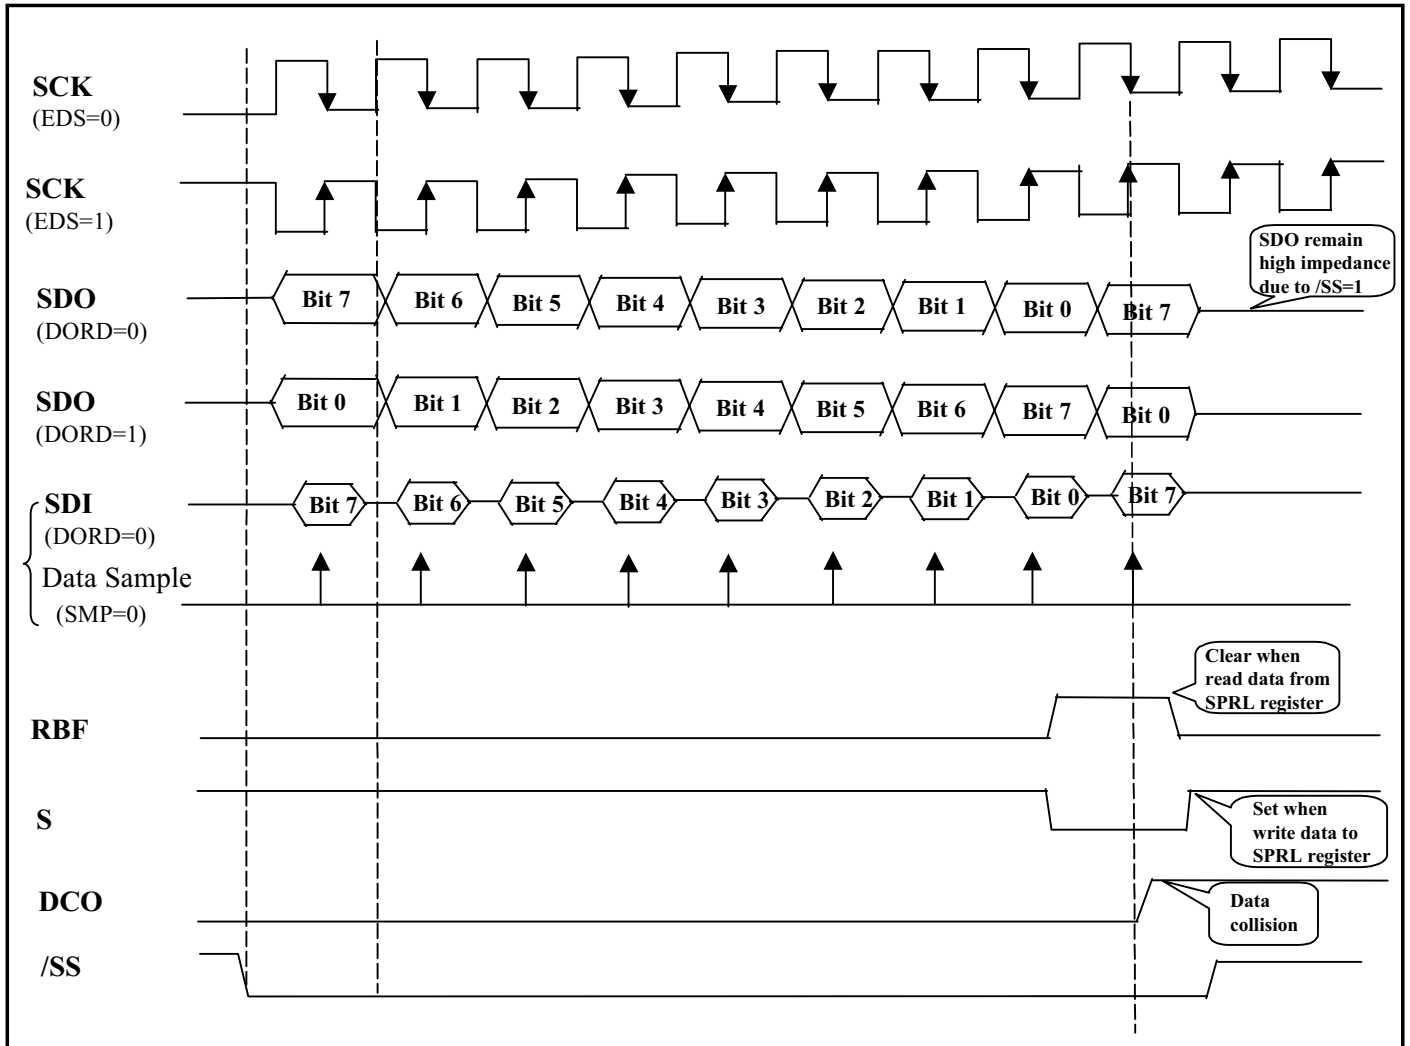 SCK
(EDS=0)
SCK
(EDS=1)
SDO remain
high impedance
due to /SS=1
SDO
(DORD=0)
Bit 7 Bit 6 Bit 5 Bit 4 Bit 3 Bit 2 Bit 1 Bit 0 Bit 7
SDO
(DORD=1)
Bit 0 Bit 1 Bit 2 Bit 3 Bit 4 Bit 5 Bit 6 Bit 7 Bit 0
SDI
(DORD=0)
Bit 7 Bit 6 Bit 5 Bit 4 Bit 3 Bit 2 Bit 1 Bit 0 Bit 7
Data Sample
(SMP=0)
Clear when
read data from
SPRL register
RBF
S
Set when
write data to
SPRL register
DCO
Data
collision
/SS